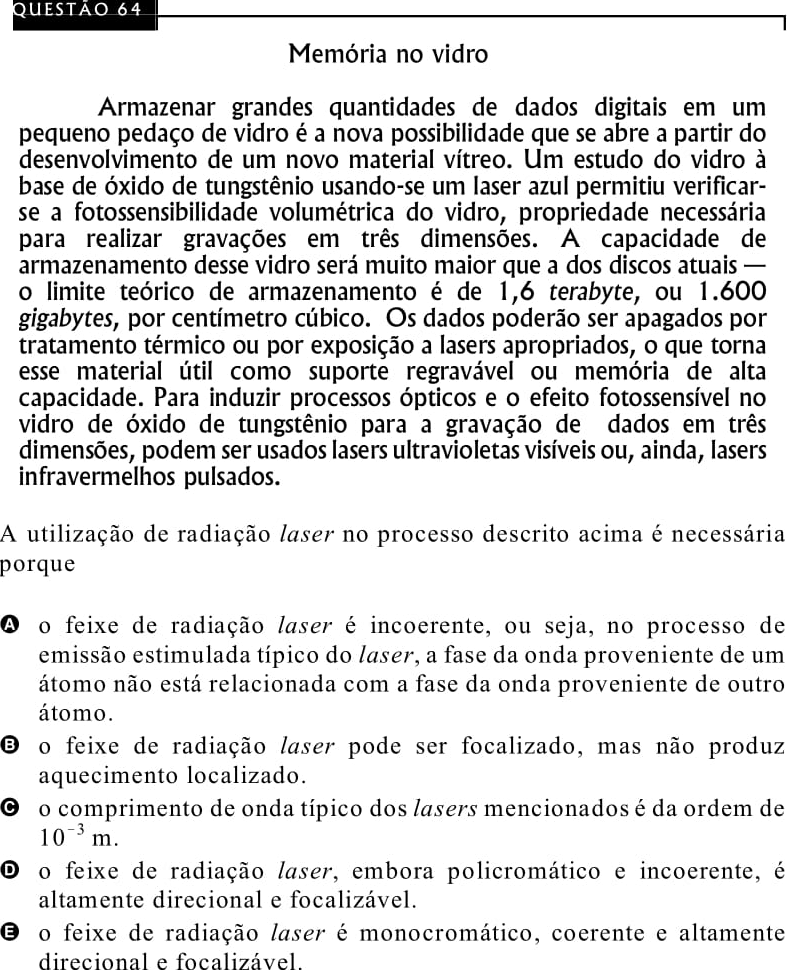 QUESTÃO 64
Memória no vidro
Armazenar grandes quantidades de dados digitais em um
pequeno pedaço de vidro é a nova possibilidade que se abre a partir do
desenvolvimento de um novo material vítreo. Um estudo do vidro à
base de óxido de tungstênio usando-se um laser azul permitiu verificar-
se a fotossensibilidade volumétrica do vidro, propriedade necessária
para realizar gravações em três dimensões. A capacidade de
armazenamento desse vidro será muito maior que a dos discos atuais —
o limite teórico de armazenamento é de 1,6 terabyte, ou 1.600
gigabytes, por centímetro cúbico. Os dados poderão ser apagados por
tratamento térmico ou por exposição a lasers apropriados, o que torna
esse material útil como suporte regravável ou memória de alta
capacidade. Para induzir processos ópticos e o efeito fotossensível no
vidro de óxido de tungstênio para a gravação de dados em três
dimensões, podem ser usados lasers ultravioletas visíveis ou, ainda, lasers
infravermelhos pulsados.
A utilização de radiação laser no processo descrito acima é necessária
porque
A o feixe de radiação laser é incoerente, ou seja, no processo de
emissão estimulada típico do laser, a fase da onda proveniente de um
átomo não está relacionada com a fase da onda proveniente de outro
átomo.
B o feixe de radiação laser pode ser focalizado, mas não produz
aquecimento localizado.
C o comprimento de onda típico dos lasers mencionados é da ordem de
10⁻³ m.
D o feixe de radiação laser, embora policromático e incoerente, é
altamente direcional e focalizável.
E o feixe de radiação laser é monocromático, coerente e altamente
direcional e focalizável.